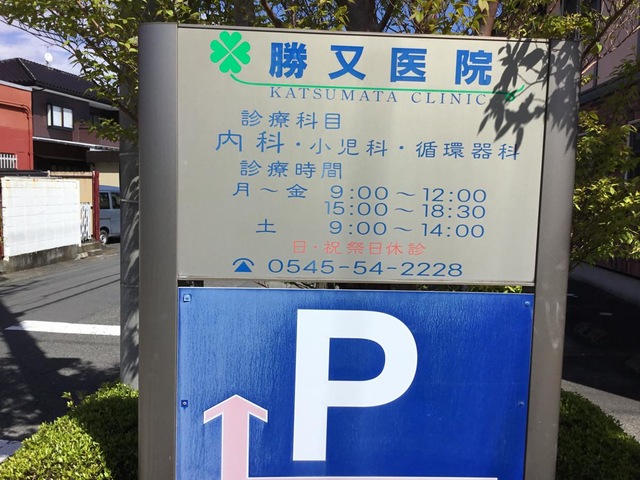 勝又医院
KATSUMATA CLINIC
診療科目
内科・小児科・循環器科
診療時間
月～金 9:00～12:00
15:00～18:30
土 9:00～14:00
日・祝祭日休診
☎ 0545-54-2228
P